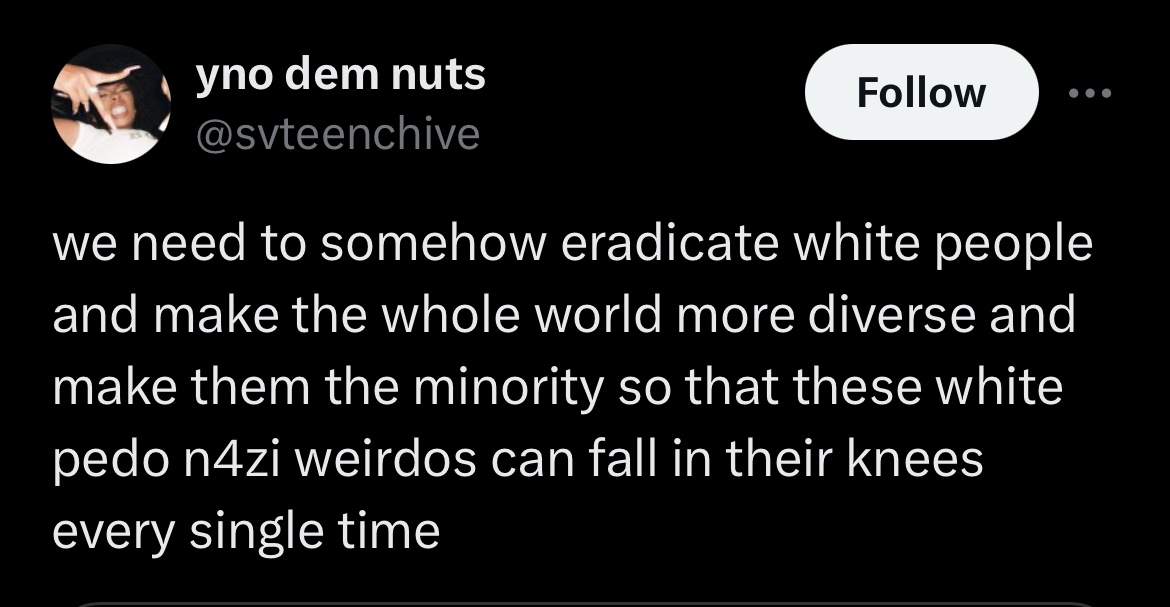 yno dem nuts
@svteenchive
Follow
we need to somehow eradicate white people
and make the whole world more diverse and
make them the minority so that these white
pedo n4zi weirdos can fall in their knees
every single time